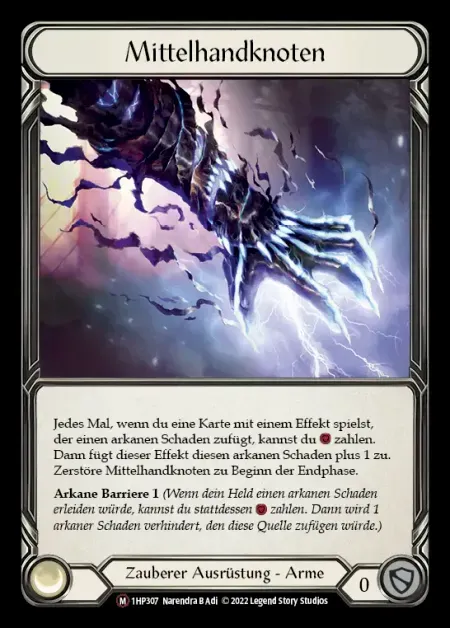 Mittelhandknoten
Jedes Mal, wenn du eine Karte mit einem Effekt spielst,
der einen arkanen Schaden zufügt, kannst du zahlen.
Dann fügt dieser Effekt diesen arkanen Schaden plus 1 zu.
Zerstöre Mittelhandknoten zu Beginn der Endphase.
Arkane Barriere 1 (Wenn dein Held einen arkanen Schaden
erleiden würde, kannst du stattdessen zahlen. Dann wird 1
arkaner Schaden verhindert, den diese Quelle zufügen würde.)
Zauberer Ausrüstung - Arme
0
M 1HP307 Narendra B Adi © 2022 Legend Story Studios